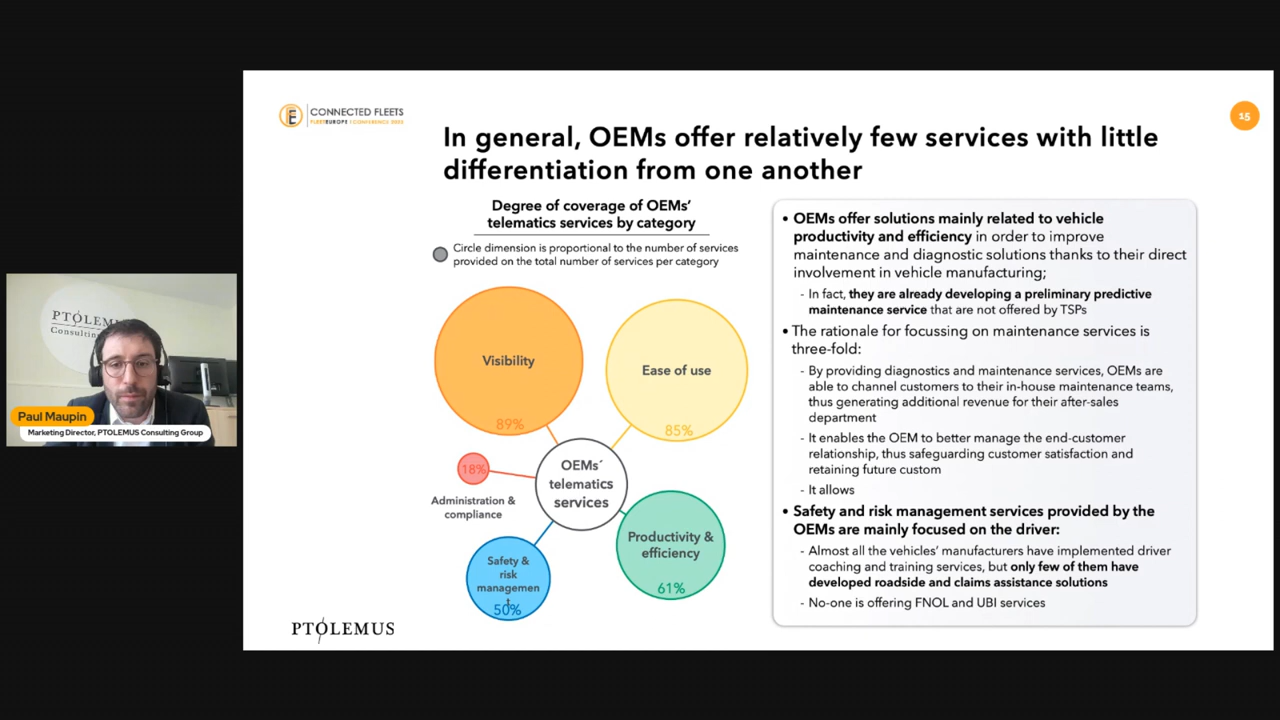 CONNECTED FLEETS
FLEETEUROPE | CONFERENCE 2022
15
In general, OEMs offer relatively few services with little
differentiation from one another
Degree of coverage of OEMs’
telematics services by category
Circle dimension is proportional to the number of services
provided on the total number of services per category
Visibility
89%
Ease of use
85%
18%
Administration &
compliance
OEMs´
telematics
services
Productivity &
efficiency
61%
Safety &
risk
managemen
t
50%
• OEMs offer solutions mainly related to vehicle
productivity and efficiency in order to improve
maintenance and diagnostic solutions thanks to their direct
involvement in vehicle manufacturing;
- In fact, they are already developing a preliminary predictive
maintenance service that are not offered by TSPs
• The rationale for focussing on maintenance services is
three-fold:
- By providing diagnostics and maintenance services, OEMs are
able to channel customers to their in-house maintenance teams,
thus generating additional revenue for their after-sales
department
- It enables the OEM to better manage the end-customer
relationship, thus safeguarding customer satisfaction and
retaining future custom
- It allows
• Safety and risk management services provided by the
OEMs are mainly focused on the driver:
- Almost all the vehicles’ manufacturers have implemented driver
coaching and training services, but only few of them have
developed roadside and claims assistance solutions
- No-one is offering FNOL and UBI services
PTOLEMUS
PTOLEMUS
Consulting
Paul Maupin
Marketing Director, PTOLEMUS Consulting Group